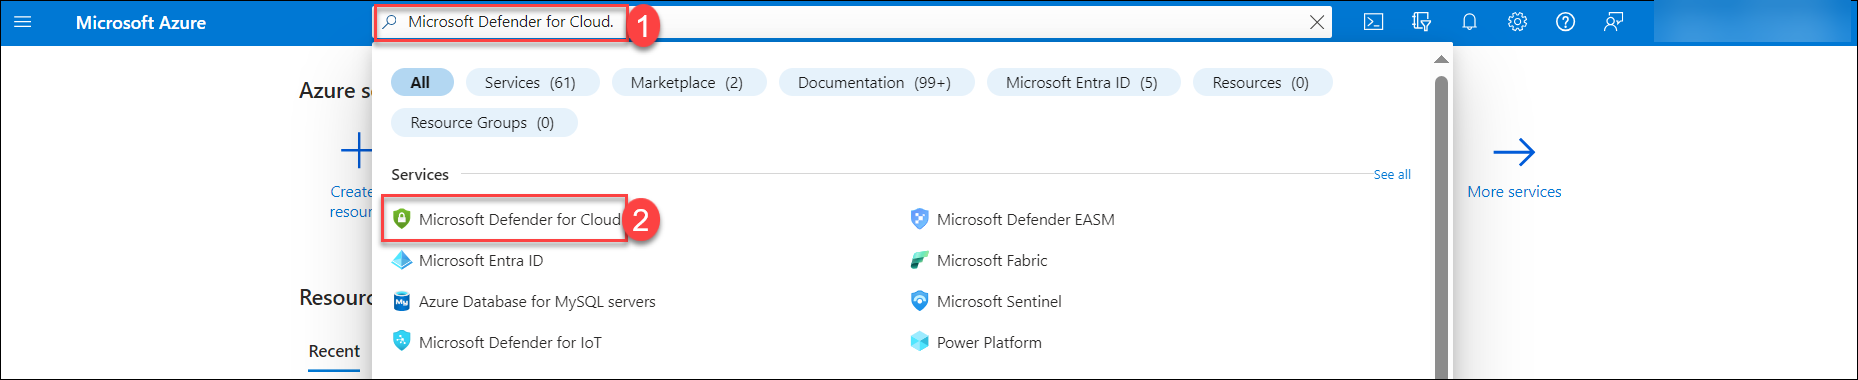 Microsoft Azure
Microsoft Defender for Cloud.
1
All
Services (61)
Marketplace (2)
Documentation (99+)
Microsoft Entra ID (5)
Resources (0)
Resource Groups (0)
Azure s
Create
resour
More services
Services
See all
Microsoft Defender for Cloud
2
Microsoft Defender EASM
Microsoft Entra ID
Microsoft Fabric
Resourc
Azure Database for MySQL servers
Microsoft Sentinel
Recent
Microsoft Defender for IoT
Power Platform